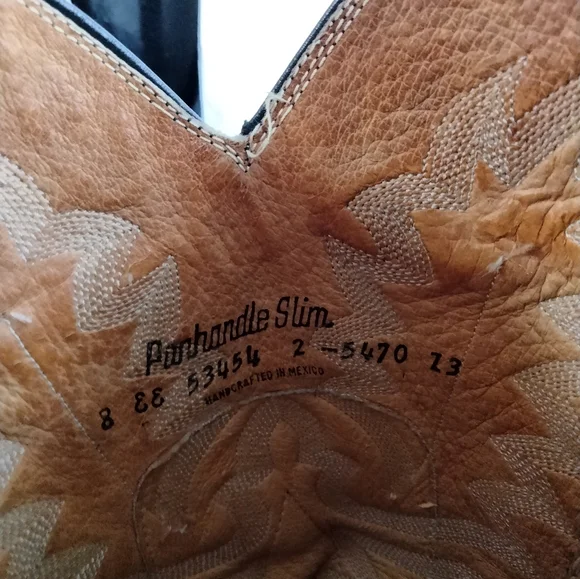 Panhandle Slim
8 EE 53454 2 -5470 13
HANDCRAFTED IN MEXICO